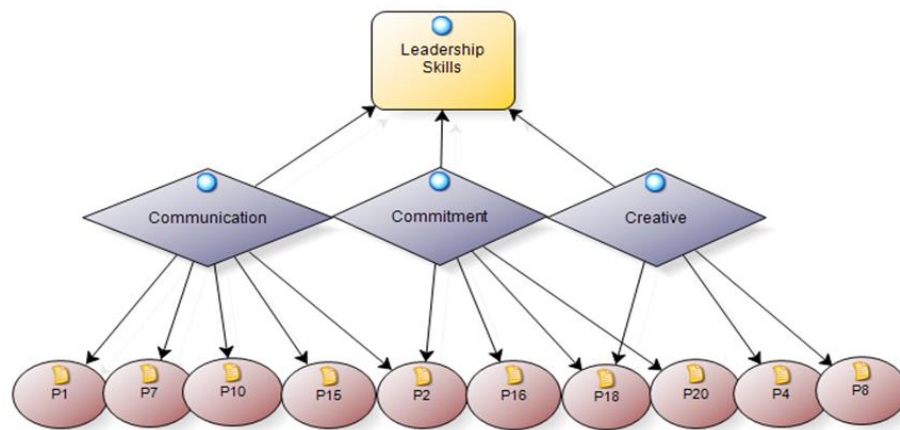 Leadership
Skills
Communication
Commitment
Creative
P1
P7
P10
P15
P2
P16
P18
P20
P4
P8